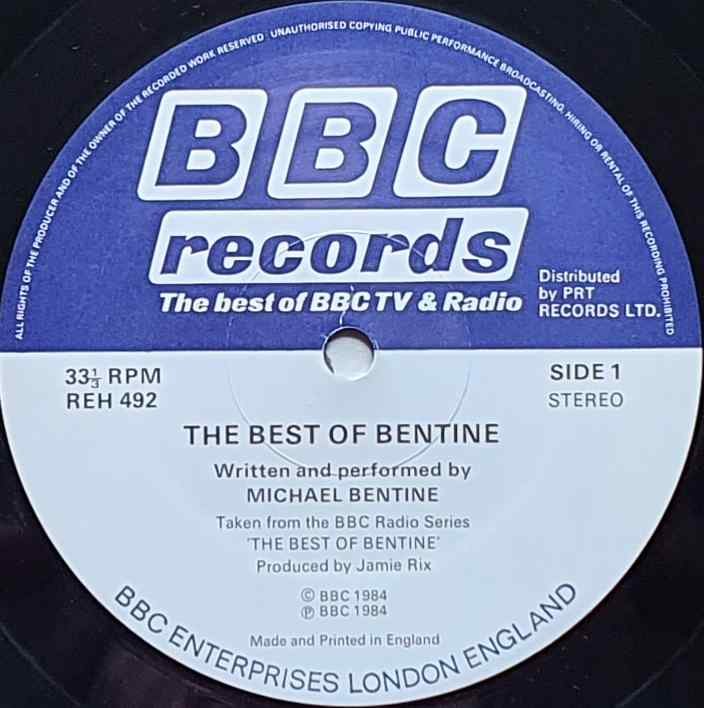 ALL RIGHTS OF THE PRODUCER AND OF THE OWNER OF THE RECORDED WORK RESERVED · UNAUTHORISED COPYING PUBLIC PERFORMANCE BROADCASTING, HIRING OR RENTAL OF THIS RECORDING PROHIBITED
BBC
records
The best of BBC TV & Radio
Distributed
by PRT
RECORDS LTD.
33⅓ RPM
REH 492
SIDE 1
STEREO
THE BEST OF BENTINE
Written and performed by
MICHAEL BENTINE
Taken from the BBC Radio Series
'THE BEST OF BENTINE'
Produced by Jamie Rix
© BBC 1984
℗ BBC 1984
Made and Printed in England
BBC ENTERPRISES LONDON ENGLAND